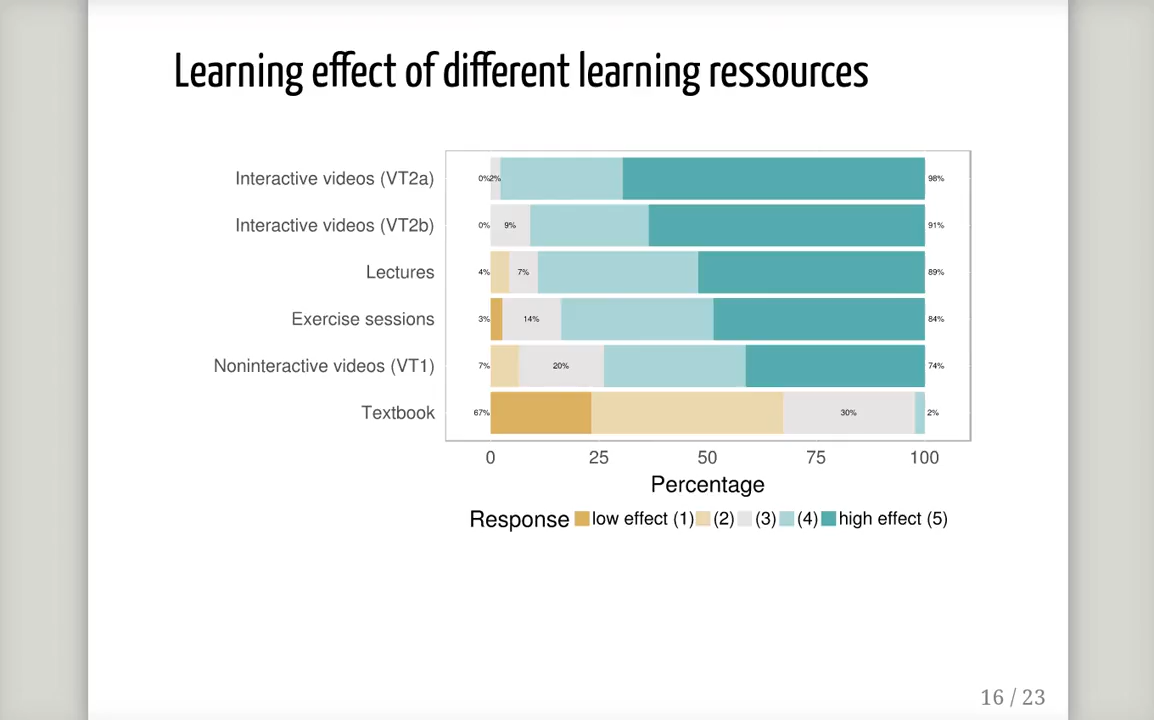 Learning effect of different learning ressources
Interactive videos (VT2a) 0% 2% 98%
Interactive videos (VT2b) 0% 9% 91%
Lectures 4% 7% 89%
Exercise sessions 3% 14% 84%
Noninteractive videos (VT1) 7% 20% 74%
Textbook 67% 30% 2%
0 25 50 75 100
Percentage
Response low effect (1) (2) (3) (4) high effect (5)
16 / 23